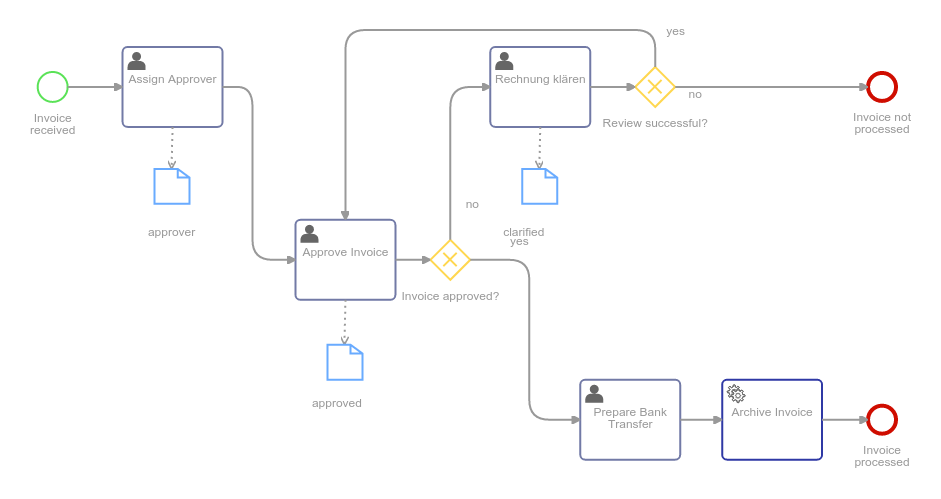 yes
Assign Approver
Rechnung klären
no
Invoice
received
Review successful?
Invoice not
processed
no
approver
clarified
yes
Approve Invoice
Invoice approved?
approved
Prepare Bank
Transfer
Archive Invoice
Invoice
processed